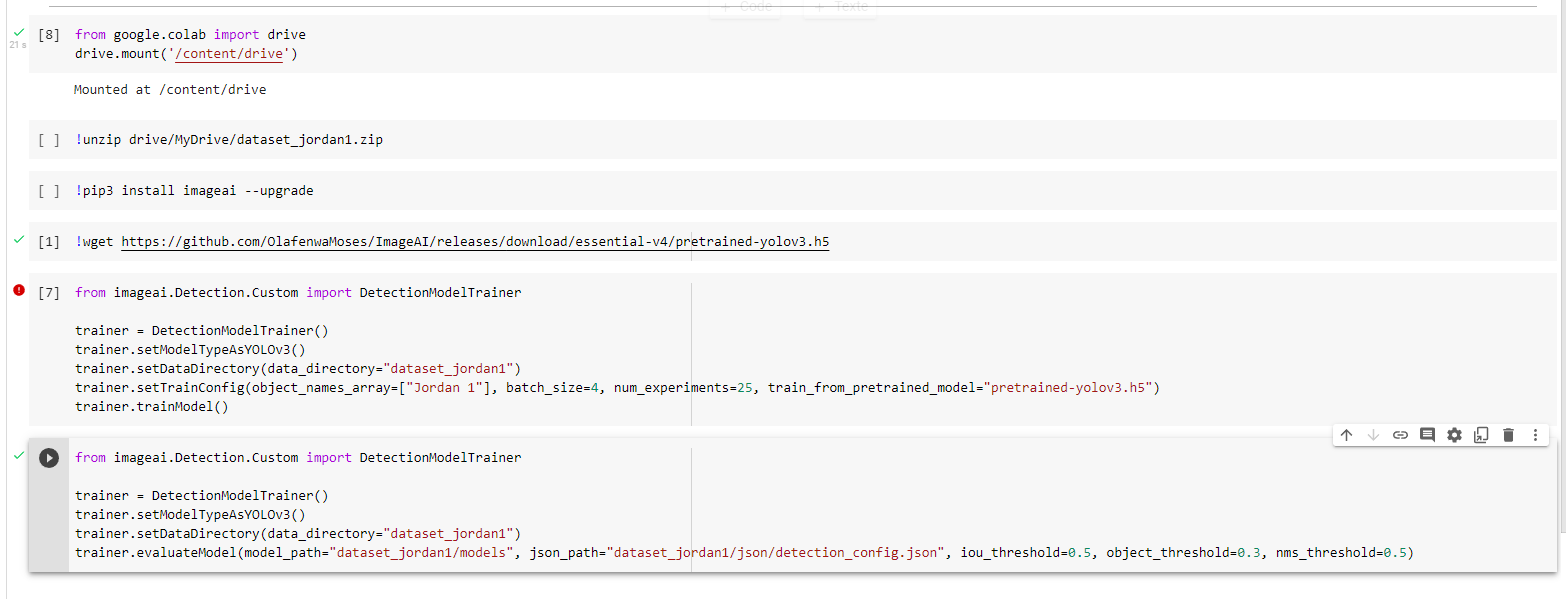 + Code + Texte
[8] from google.colab import drive
21 s
drive.mount('/content/drive')
Mounted at /content/drive
[ ] !unzip drive/MyDrive/dataset_jordan1.zip
[ ] !pip3 install imageai --upgrade
[1] !wget https://github.com/OlafenwaMoses/ImageAI/releases/download/essential-v4/pretrained-yolov3.h5
[7] from imageai.Detection.Custom import DetectionModelTrainer
trainer = DetectionModelTrainer()
trainer.setModelTypeAsYOLOv3()
trainer.setDataDirectory(data_directory="dataset_jordan1")
trainer.setTrainConfig(object_names_array=["Jordan 1"], batch_size=4, num_experiments=25, train_from_pretrained_model="pretrained-yolov3.h5")
trainer.trainModel()
from imageai.Detection.Custom import DetectionModelTrainer
trainer = DetectionModelTrainer()
trainer.setModelTypeAsYOLOv3()
trainer.setDataDirectory(data_directory="dataset_jordan1")
trainer.evaluateModel(model_path="dataset_jordan1/models", json_path="dataset_jordan1/json/detection_config.json", iou_threshold=0.5, object_threshold=0.3, nms_threshold=0.5)